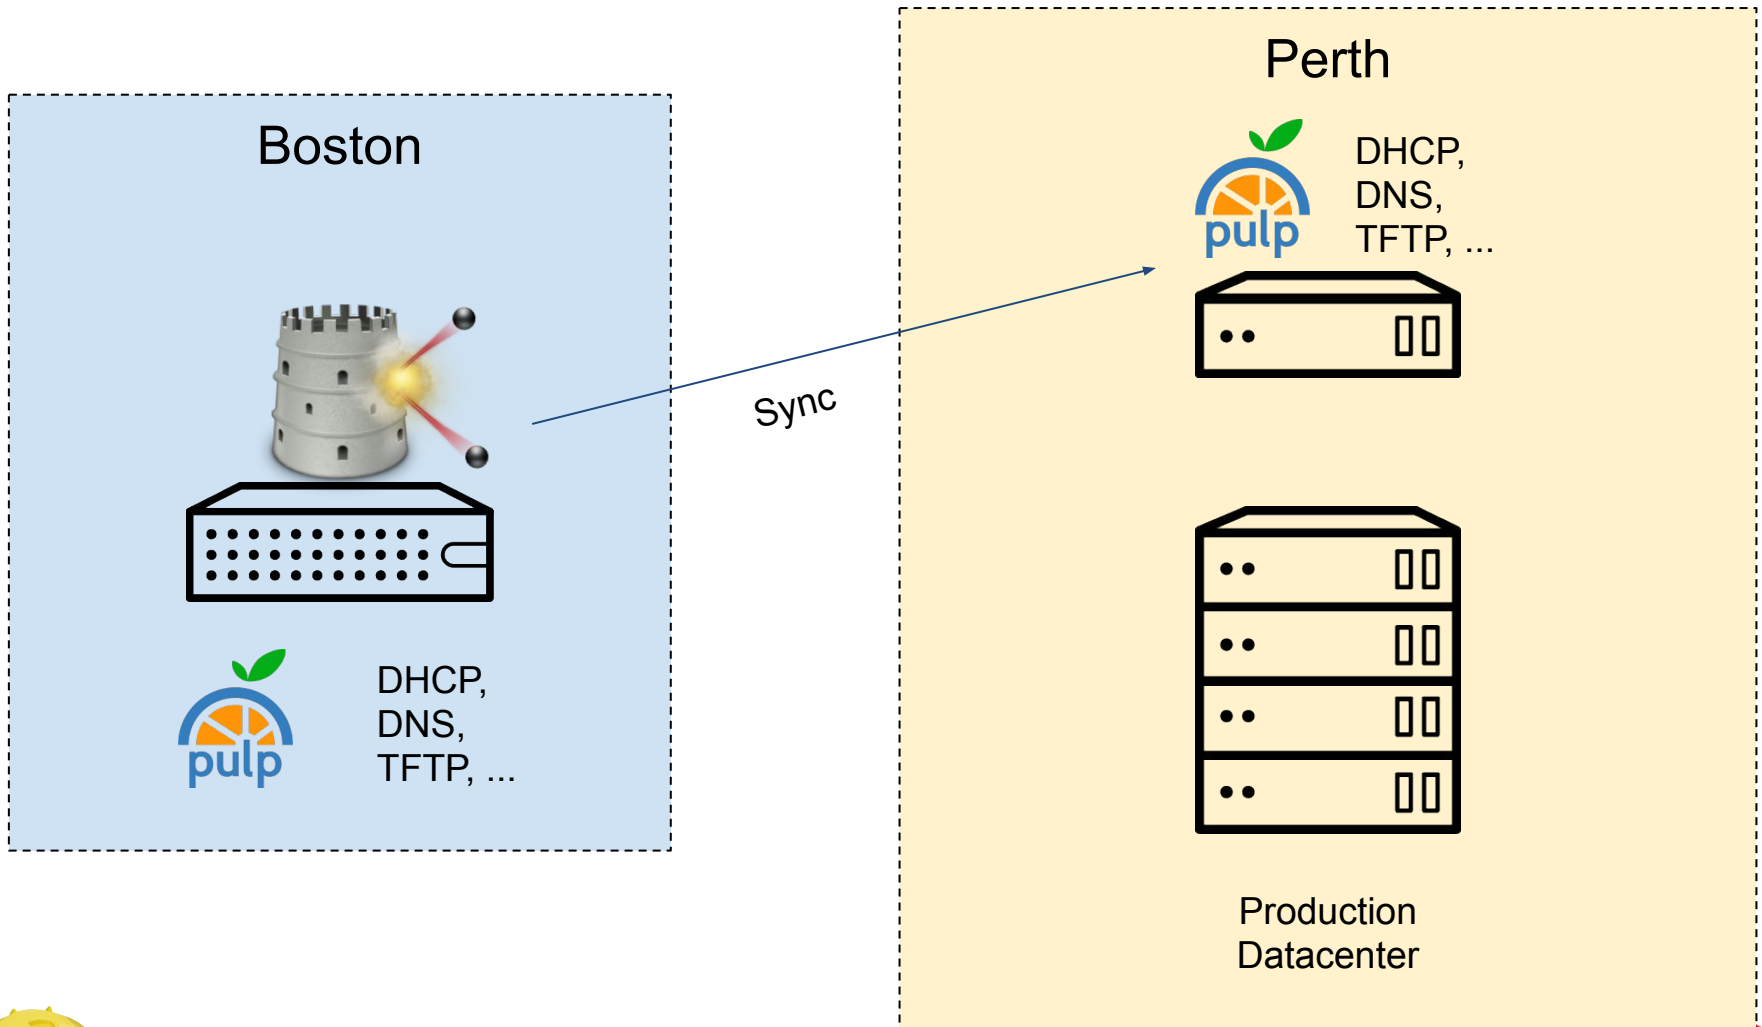 Boston
DHCP,
DNS,
TFTP, ...
pulp
Sync
Perth
pulp
DHCP,
DNS,
TFTP, ...
Production
Datacenter